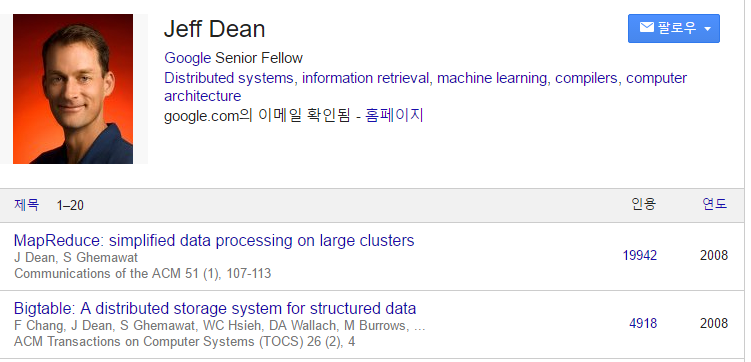 Jeff Dean
팔로우
Google Senior Fellow
Distributed systems, information retrieval, machine learning, compilers, computer
architecture
google.com의 이메일 확인됨 - 홈페이지
제목 1–20 인용 연도
MapReduce: simplified data processing on large clusters
J Dean, S Ghemawat
Communications of the ACM 51 (1), 107-113
19942 2008
Bigtable: A distributed storage system for structured data
F Chang, J Dean, S Ghemawat, WC Hsieh, DA Wallach, M Burrows, ...
ACM Transactions on Computer Systems (TOCS) 26 (2), 4
4918 2008